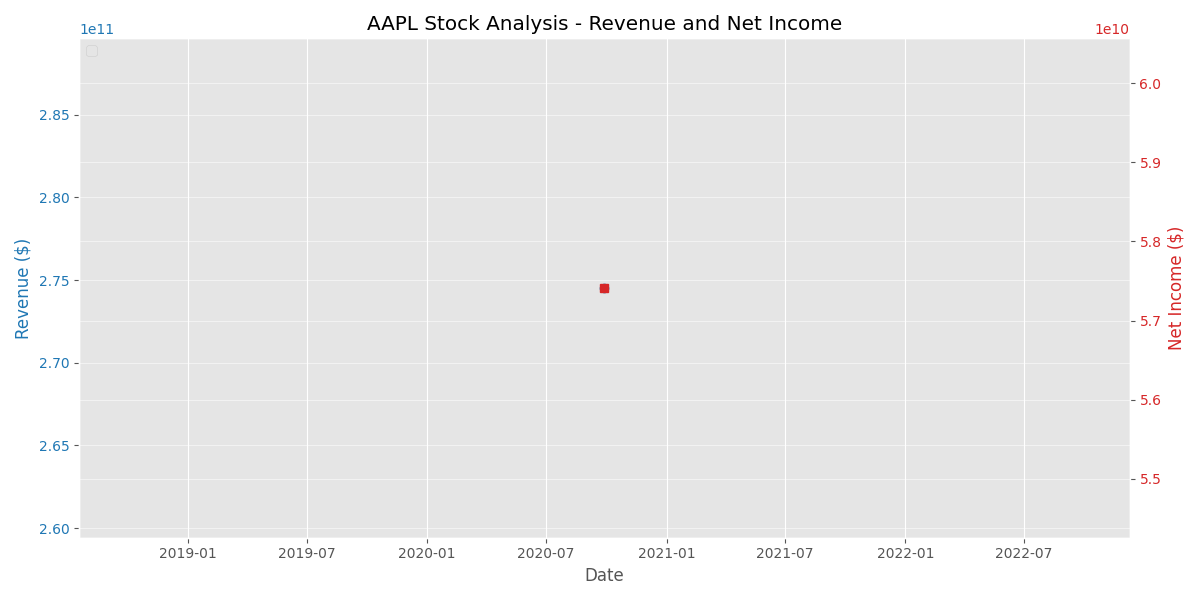 AAPL Stock Analysis - Revenue and Net Income
1e11
1e10
2.85
2.80
2.75
2.70
2.65
2.60
Revenue ($)
6.0
5.9
5.8
5.7
5.6
5.5
Net Income ($)
2019-01 2019-07 2020-01 2020-07 2021-01 2021-07 2022-01 2022-07
Date